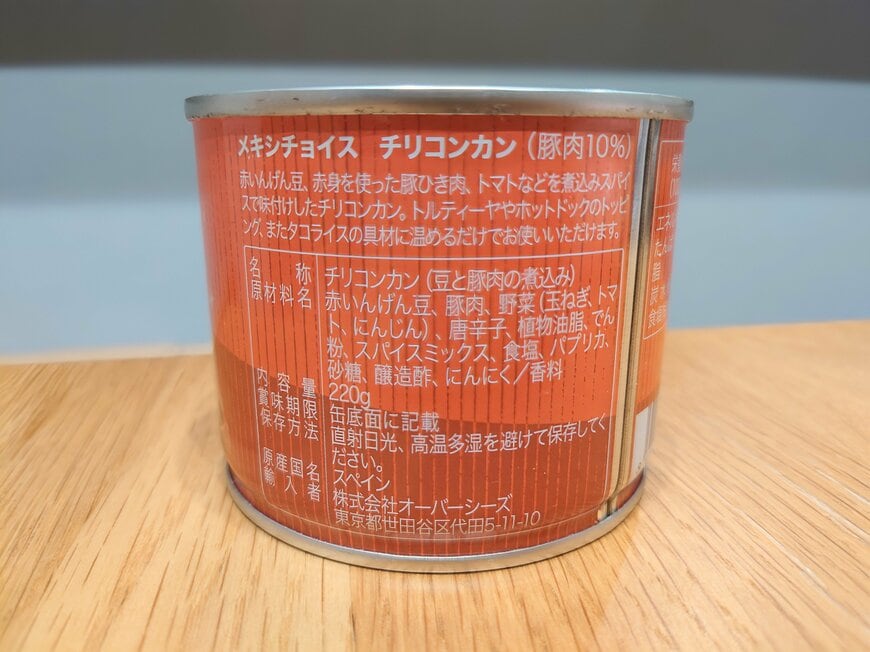 メキシチョイス チリコンカン(豚肉10%)
赤いんげん豆、赤身を使った豚ひき肉、トマトなどを煮込みスパイ
スで味付けしたチリコンカン。トルティーヤやホットドックのトッピ
ング、またタコライスの具材に温めるだけでお使いいただけます。
名称 チリコンカン(豆と豚肉の煮込み)
原材料名 赤いんげん豆、豚肉、野菜(玉ねぎ、トマ
ト、にんじん)、唐辛子、植物油脂、でん
粉、スパイスミックス、食塩、パプリカ、
砂糖、醸造酢、にんにく/香料
内容量 220g
賞味期限 缶底面に記載
保存方法 直射日光、高温多湿を避けて保存してく
ださい。
原産国名 スペイン
輸入者 株式会社オーバーシーズ
東京都世田谷区代田5-11-10
栄養
エネ
たん
脂
炭
食塩